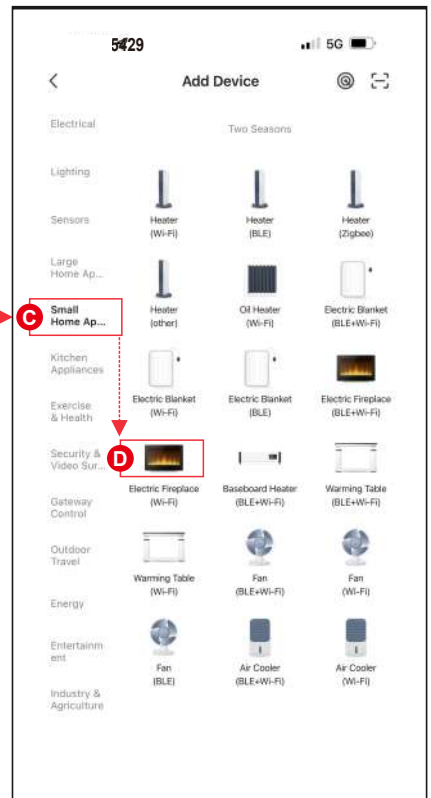 5429
5G
Add Device
Electrical
Two Seasons
Lighting
Sensors
Heater
(Wi-Fi)
Heater
(BLE)
Heater
(Zigbee)
Large
Home Ap...
C
Small
Home Ap...
Heater
(other)
Oil Heater
(Wi-Fi)
Electric Blanket
(BLE+Wi-Fi)
Kitchen
Appliances
Exercise
& Health
Electric Blanket
(Wi-Fi)
Electric Blanket
(BLE)
Electric Fireplace
(BLE+Wi-Fi)
Security &
Video Sur...
D
Electric Fireplace
(Wi-Fi)
Baseboard Heater
(BLE+Wi-Fi)
Warming Table
(BLE+Wi-Fi)
Gateway
Control
Outdoor
Travel
Warming Table
(Wi-Fi)
Fan
(BLE+Wi-Fi)
Fan
(Wi-Fi)
Energy
Entertainm
ent
Fan
(BLE)
Air Cooler
(BLE+Wi-Fi)
Air Cooler
(Wi-Fi)
Industry &
Agriculture